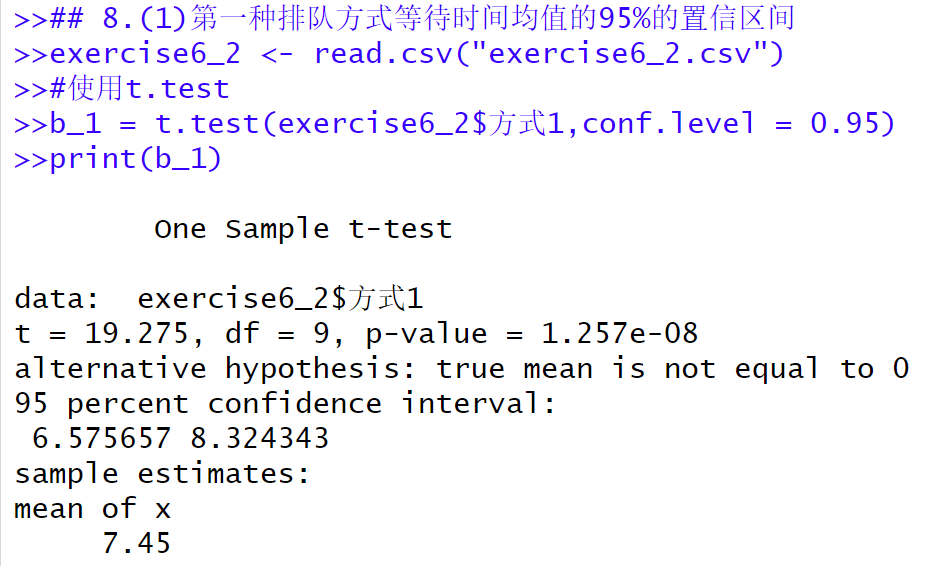 >>## 8.(1)第一种排队方式等待时间均值的95%的置信区间
>>exercise6_2 <- read.csv("exercise6_2.csv")
>>#使用t.test
>>b_1 = t.test(exercise6_2$方式1,conf.level = 0.95)
>>print(b_1)
One Sample t-test
data:  exercise6_2$方式1
t = 19.275, df = 9, p-value = 1.257e-08
alternative hypothesis: true mean is not equal to 0
95 percent confidence interval:
6.575657 8.324343
sample estimates:
mean of x
7.45